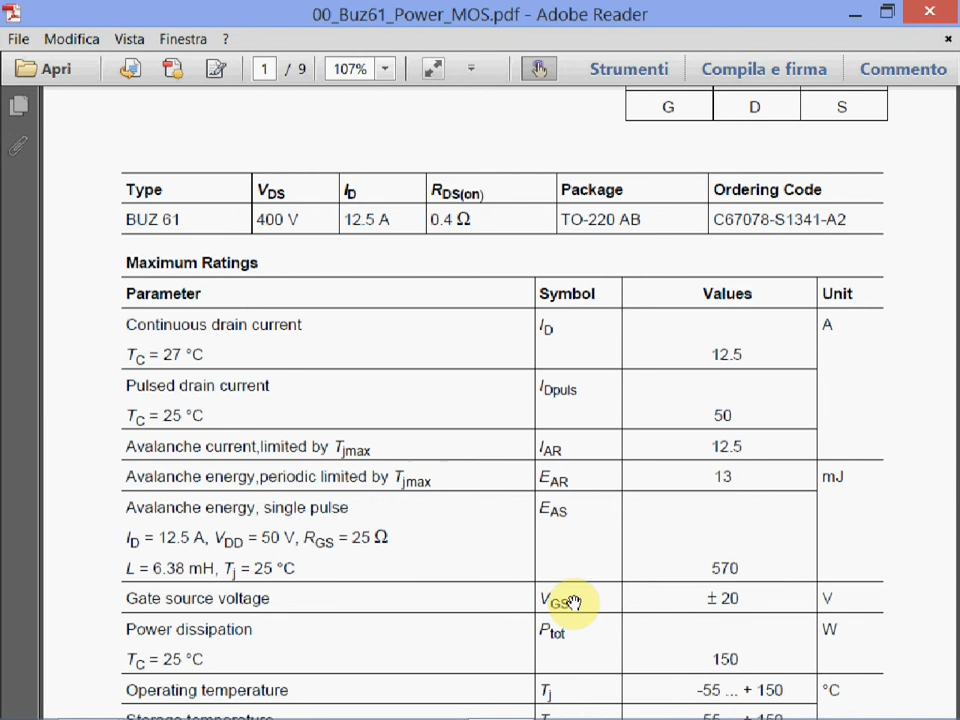 00_Buz61_Power_MOS.pdf - Adobe Reader
File Modifica Vista Finestra ?
Apri 1 / 9 107% Strumenti Compila e firma Commento
G D S
Type VDS ID RDS(on) Package Ordering Code
BUZ 61 400 V 12.5 A 0.4 Ω TO-220 AB C67078-S1341-A2
Maximum Ratings
Parameter Symbol Values Unit
Continuous drain current ID A
TC = 27 °C 12.5
Pulsed drain current IDpuls
TC = 25 °C 50
Avalanche current,limited by Tjmax IAR 12.5
Avalanche energy,periodic limited by Tjmax EAR 13 mJ
Avalanche energy, single pulse EAS
ID = 12.5 A, VDD = 50 V, RGS = 25 Ω
L = 6.38 mH, Tj = 25 °C 570
Gate source voltage VGS ± 20 V
Power dissipation Ptot W
TC = 25 °C 150
Operating temperature Tj -55 ... + 150 °C